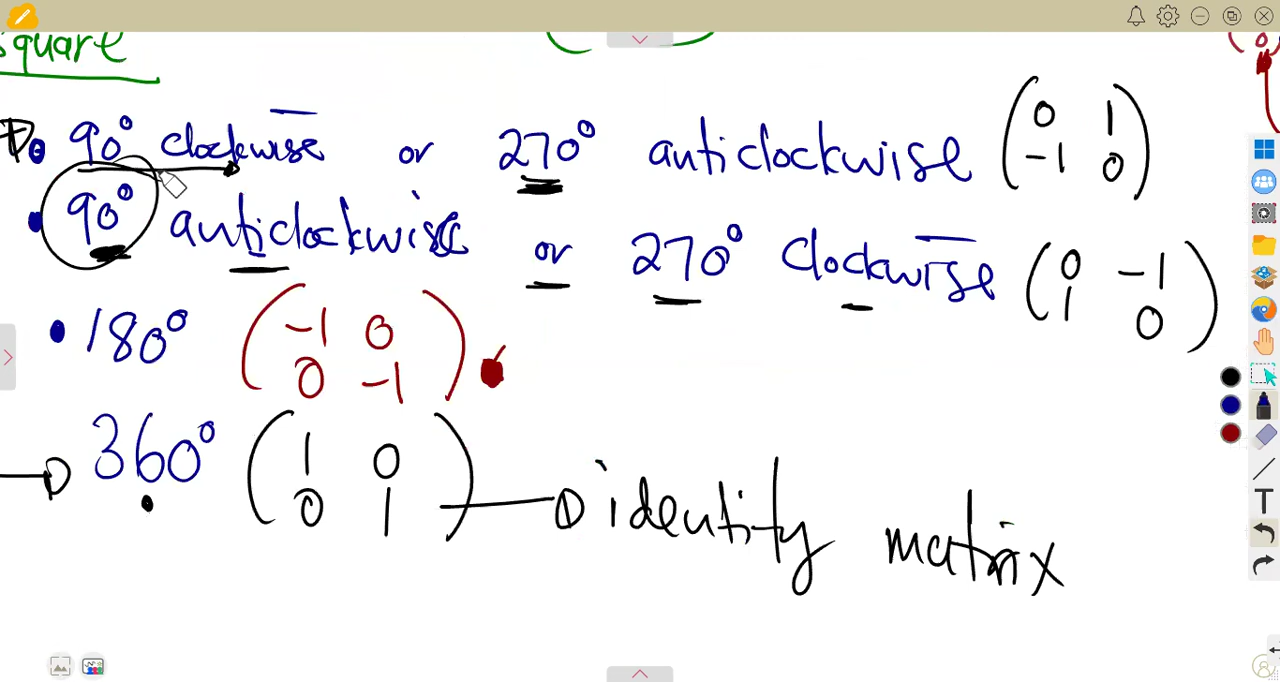 square
• 90° clockwise or 270° anticlockwise (0 1
-1 0)
• 90° anticlockwise or 270° clockwise (0 -1
1 0)
• 180° (-1 0
0 -1)
360° (1 0
0 1) identity matrix